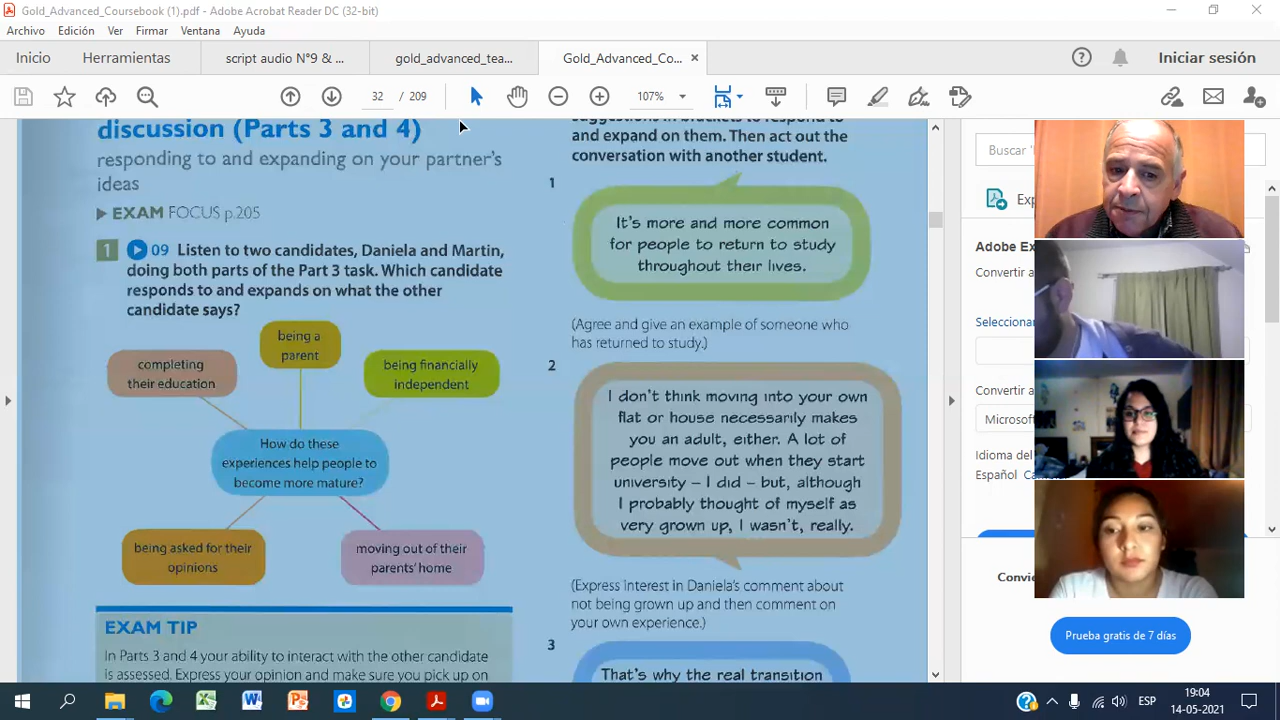 Gold_Advanced_Coursebook (1).pdf - Adobe Acrobat Reader DC (32-bit)
Archivo Edición Ver Firmar Ventana Ayuda
Inicio Herramientas script audio N°9 & ... gold_advanced_tea... Gold_Advanced_Co... × Iniciar sesión
32 / 209 107%
discussion (Parts 3 and 4)
responding to and expanding on your partner's
ideas
EXAM FOCUS p.205
1 09 Listen to two candidates, Daniela and Martin,
doing both parts of the Part 3 task. Which candidate
responds to and expands on what the other
candidate says?
being a
parent
completing
their education
being financially
independent
How do these
experiences help people to
become more mature?
being asked for their
opinions
moving out of their
parents' home
EXAM TIP
In Parts 3 and 4 your ability to interact with the other candidate
is assessed. Express your opinion and make sure you pick up on
suggestions in brackets to respond to
and expand on them. Then act out the
conversation with another student.
1
It's more and more common
for people to return to study
throughout their lives.
(Agree and give an example of someone who
has returned to study.)
2
I don't think moving into your own
flat or house necessarily makes
you an adult, either. A lot of
people move out when they start
university – I did – but, although
I probably thought of myself as
very grown up, I wasn't, really.
(Express interest in Daniela's comment about
not being grown up and then comment on
your own experience.)
3
That's why the real transition
Buscar
Exp
Adobe Ex
Convertir a
Seleccionar
Convertir a
Microsof
Idioma del
Español
Convie
Prueba gratis de 7 días
ESP
19:04
14-05-2021